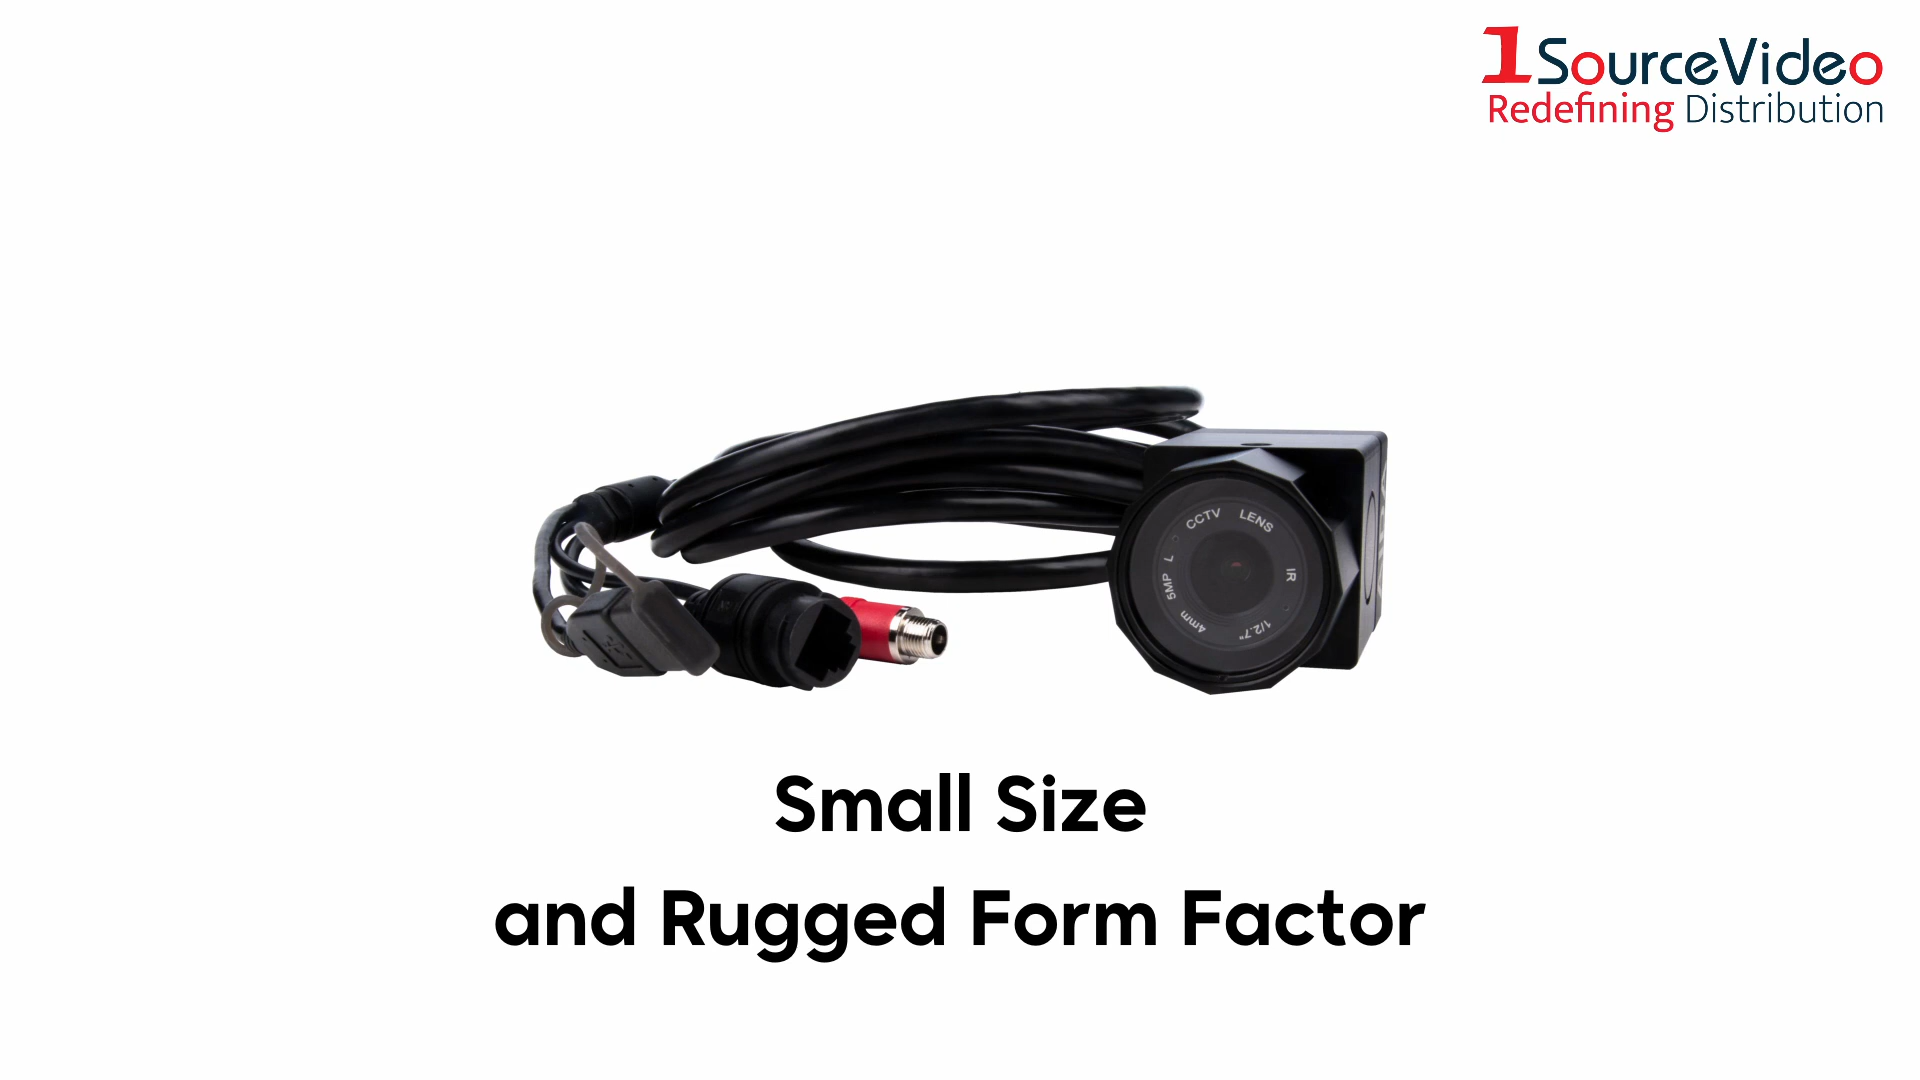 1SourceVideo
Redefining Distribution
CCTV LENS
IR
1/2.7"
4mm
5MP L
Small Size
and Rugged Form Factor